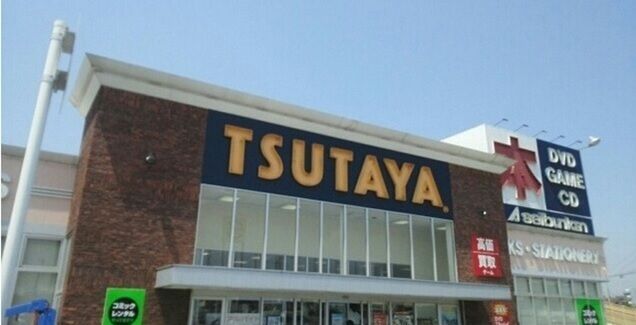 TSUTAYA
本
DVD
GAME
CD
Aseibunkan
KS・STATIONERY
高価
買取
コミック
レンタル